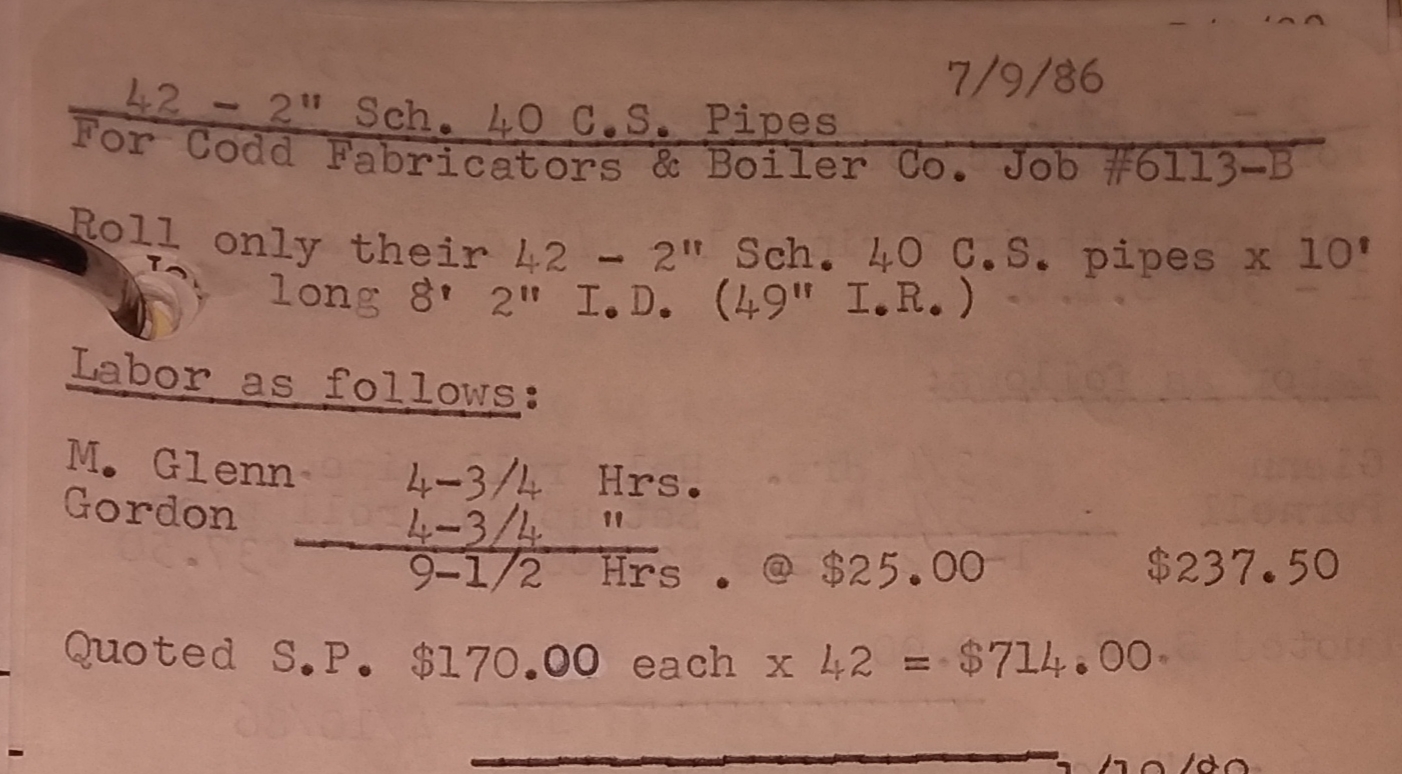 7/9/86
42 - 2" Sch. 40 C.S. Pipes
For Codd Fabricators & Boiler Co. Job #6113-B
Roll only their 42 - 2" Sch. 40 C.S. pipes x 10'
long 8' 2" I.D. (49" I.R.)
Labor as follows:
M. Glenn 4-3/4 Hrs.
Gordon 4-3/4 "
9-1/2 Hrs . @ $25.00 $237.50
Quoted S.P. $170.00 each x 42 = $714.00.